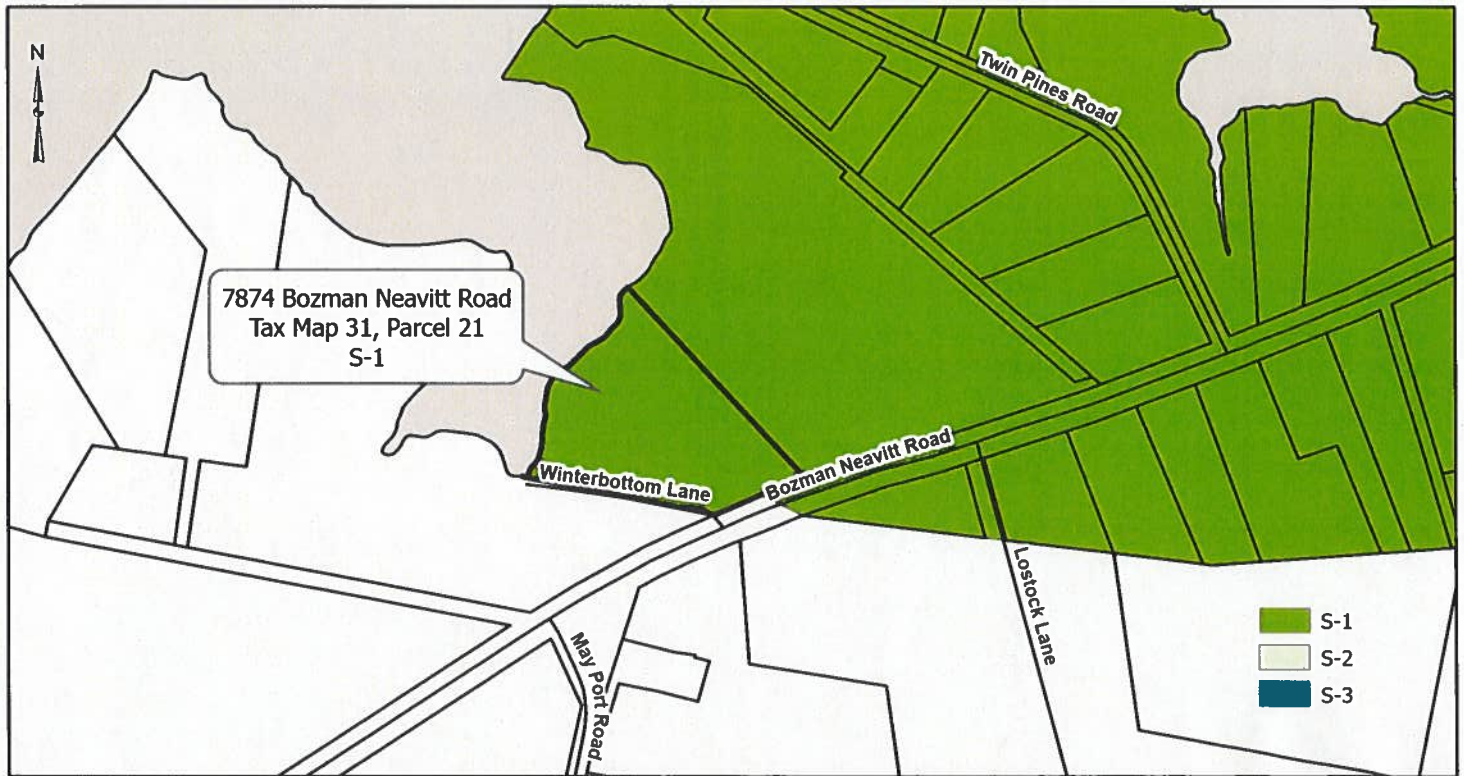 N
Twin Pines Road
7874 Bozman Neavitt Road
Tax Map 31, Parcel 21
S-1
Bozman Neavitt Road
Winterbottom Lane
Lostock Lane
May Port Road
S-1
S-2
S-3